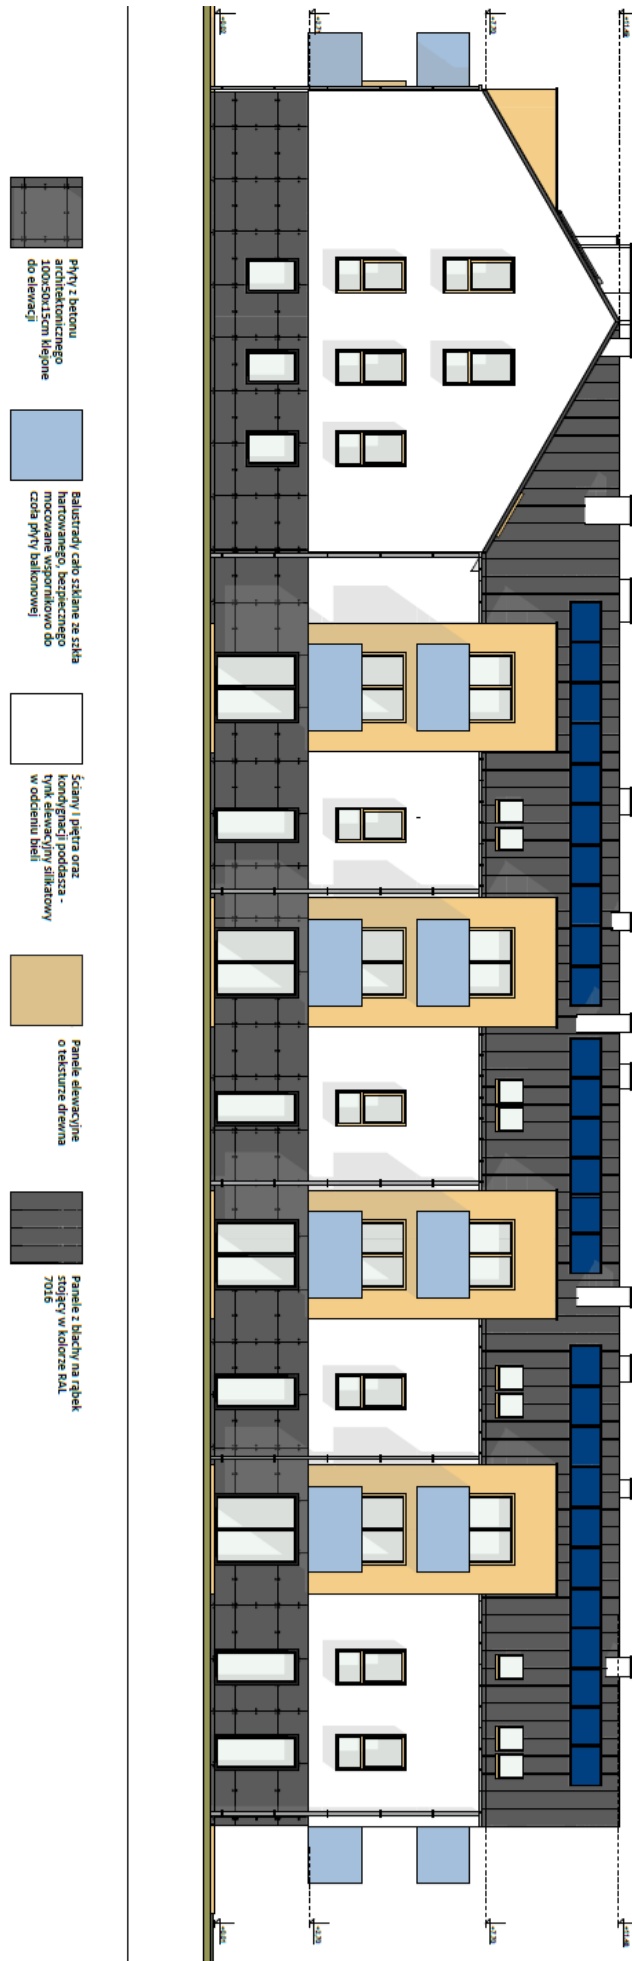 Płyty z betonu
architektonicznego
100x50x15cm klejone
do elewacji
Balustrady cało szklane ze szkła
hartowanego, bezpiecznego
mocowane wspornikowo do
czoła płyty balkonowej
Ściany I piętra oraz
kondygnacji poddasza -
tynk elewacyjny silikatowy
w odcieniu bieli
Panele elewacyjne
o teksturze drewna
Panele z blachy na rąbek
stojący w kolorze RAL
7016